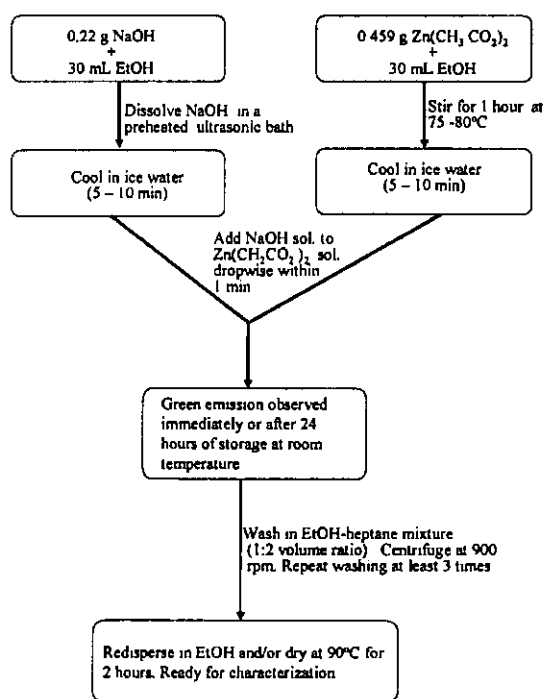 0.22 g NaOH
+
30 mL EtOH
0 459 g Zn(CH₃ CO₂)₂
+
30 mL EtOH
Dissolve NaOH in a
preheated ultrasonic bath
Stir for 1 hour at
75 -80ºC
Cool in ice water
(5 – 10 min)
Cool in ice water
(5 – 10 min)
Add NaOH sol. to
Zn(CH₂CO₂)₂ sol.
dropwise within
1 min
Green emission observed
immediately or after 24
hours of storage at room
temperature
Wash in EtOH-heptane mixture
(1:2 volume ratio) Centrifuge at 900
rpm. Repeat washing at least 3 times
Redisperse in EtOH and/or dry at 90ºC for
2 hours. Ready for characterization